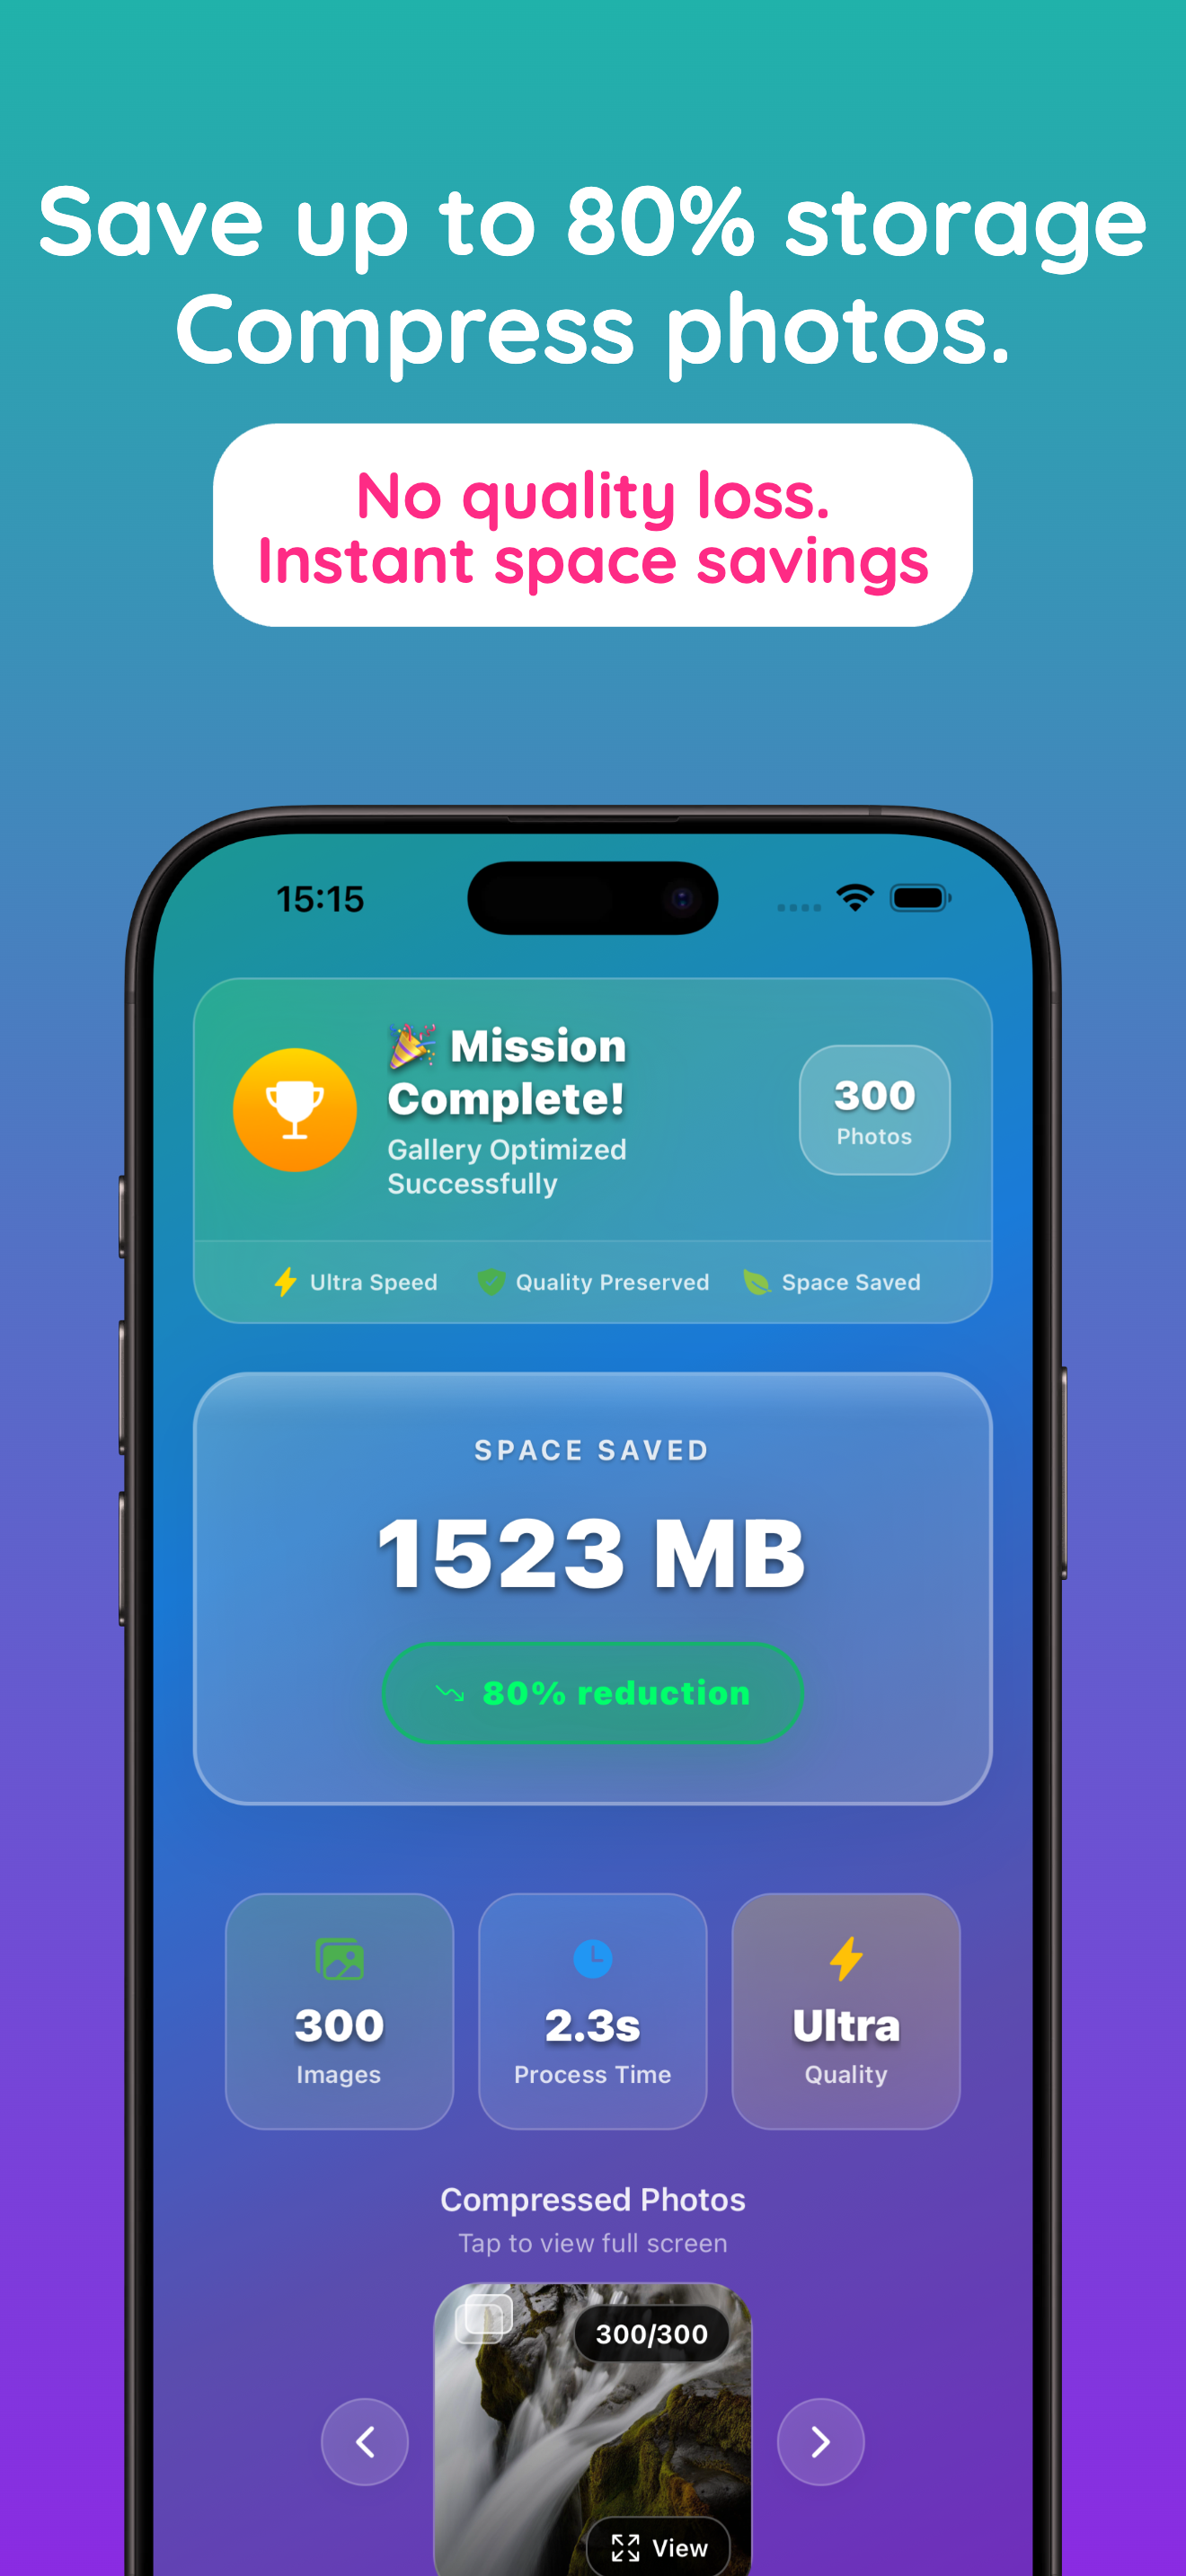 Save up to 80% storage
Compress photos.
No quality loss.
Instant space savings
15:15
🎉 Mission
Complete!
Gallery Optimized
Successfully
300
Photos
Ultra Speed
Quality Preserved
Space Saved
SPACE SAVED
1523 MB
80% reduction
300
Images
2.3s
Process Time
Ultra
Quality
Compressed Photos
Tap to view full screen
300/300
View